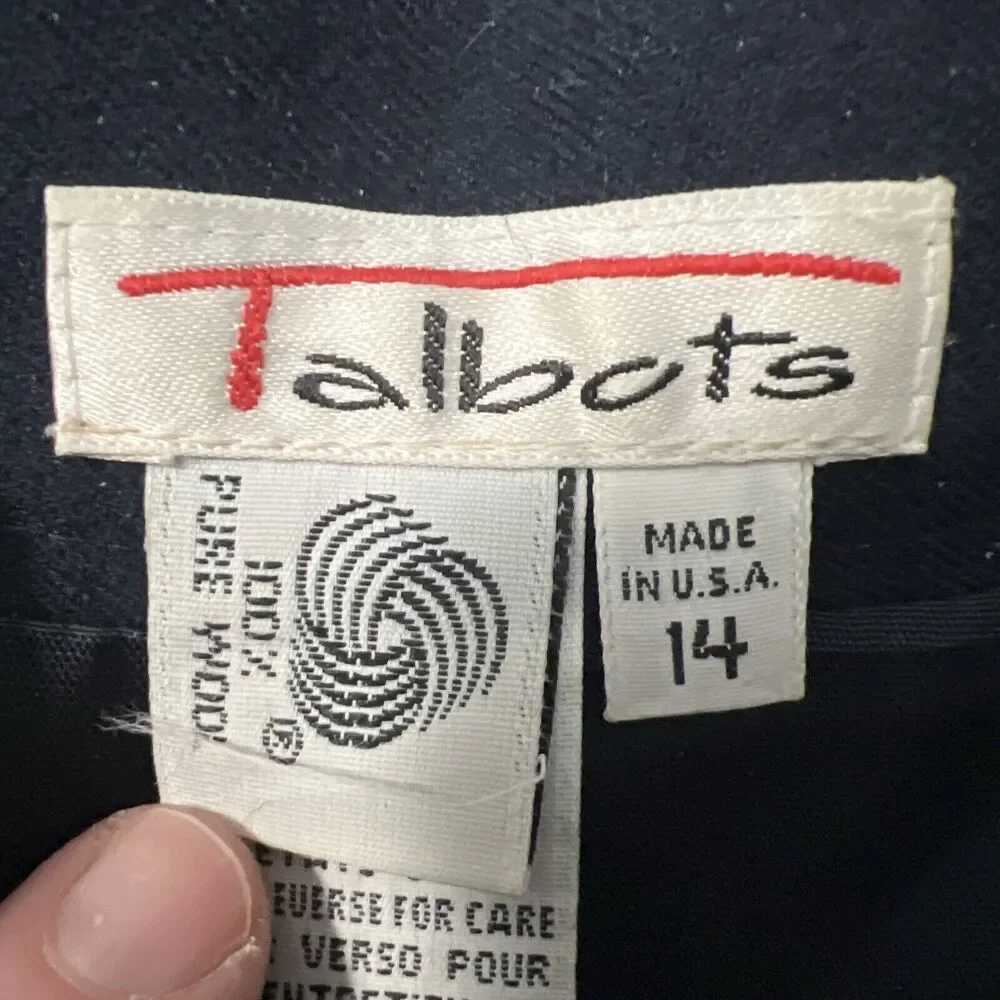 Talbots
100%
PURE WOOL
®
MADE
IN U.S.A.
14
REVERSE FOR CARE
VERSO POUR